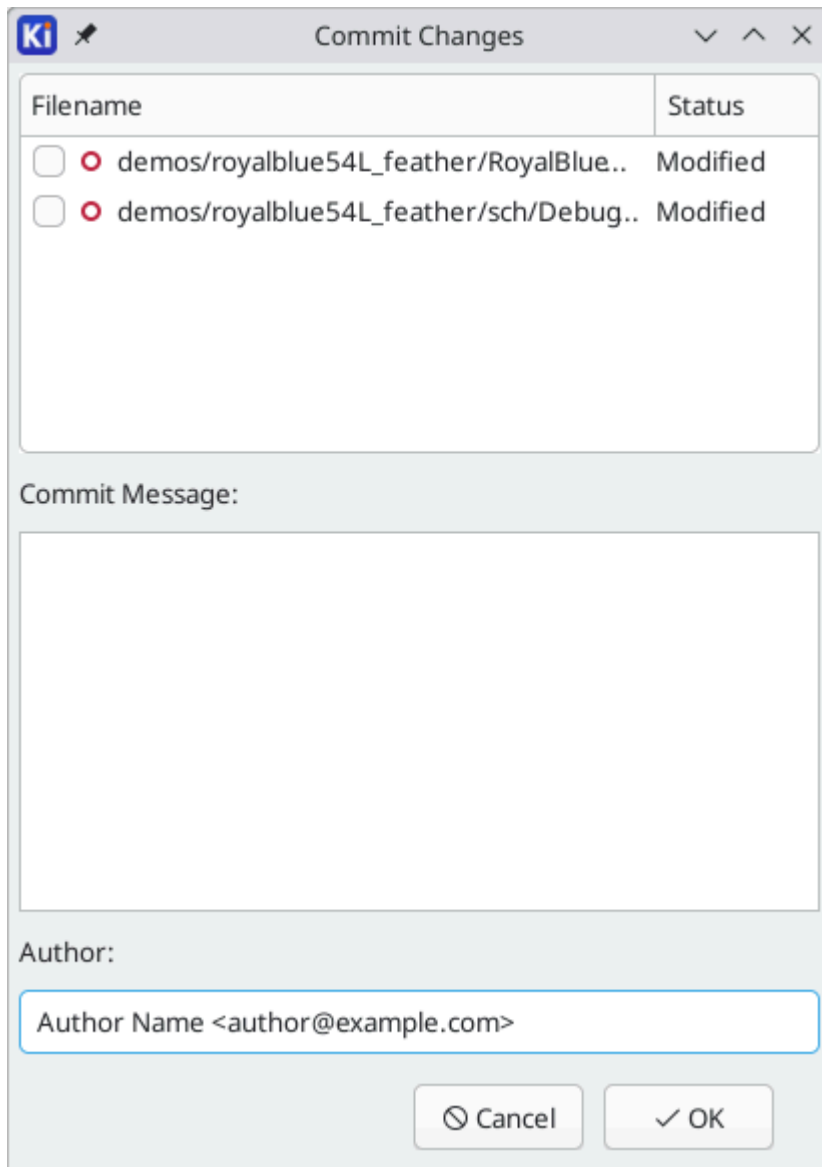 Ki Commit Changes
Filename Status
demos/royalblue54L_feather/RoyalBlue... Modified
demos/royalblue54L_feather/sch/Debug... Modified
Commit Message:
Author:
Author Name <author@example.com>
Cancel OK